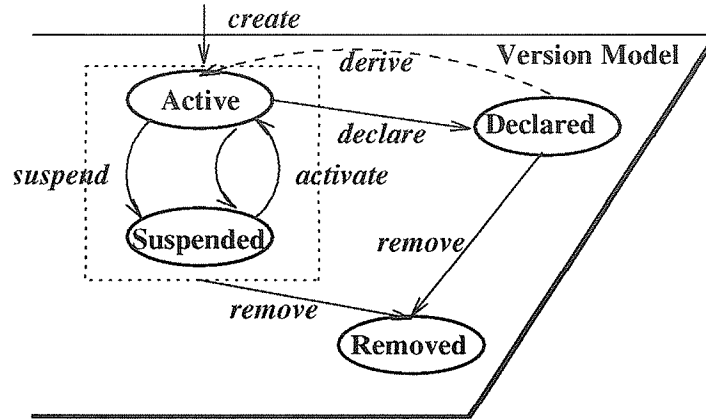 create
Version Model
derive
Active
declare
Declared
suspend
activate
Suspended
remove
remove
Removed